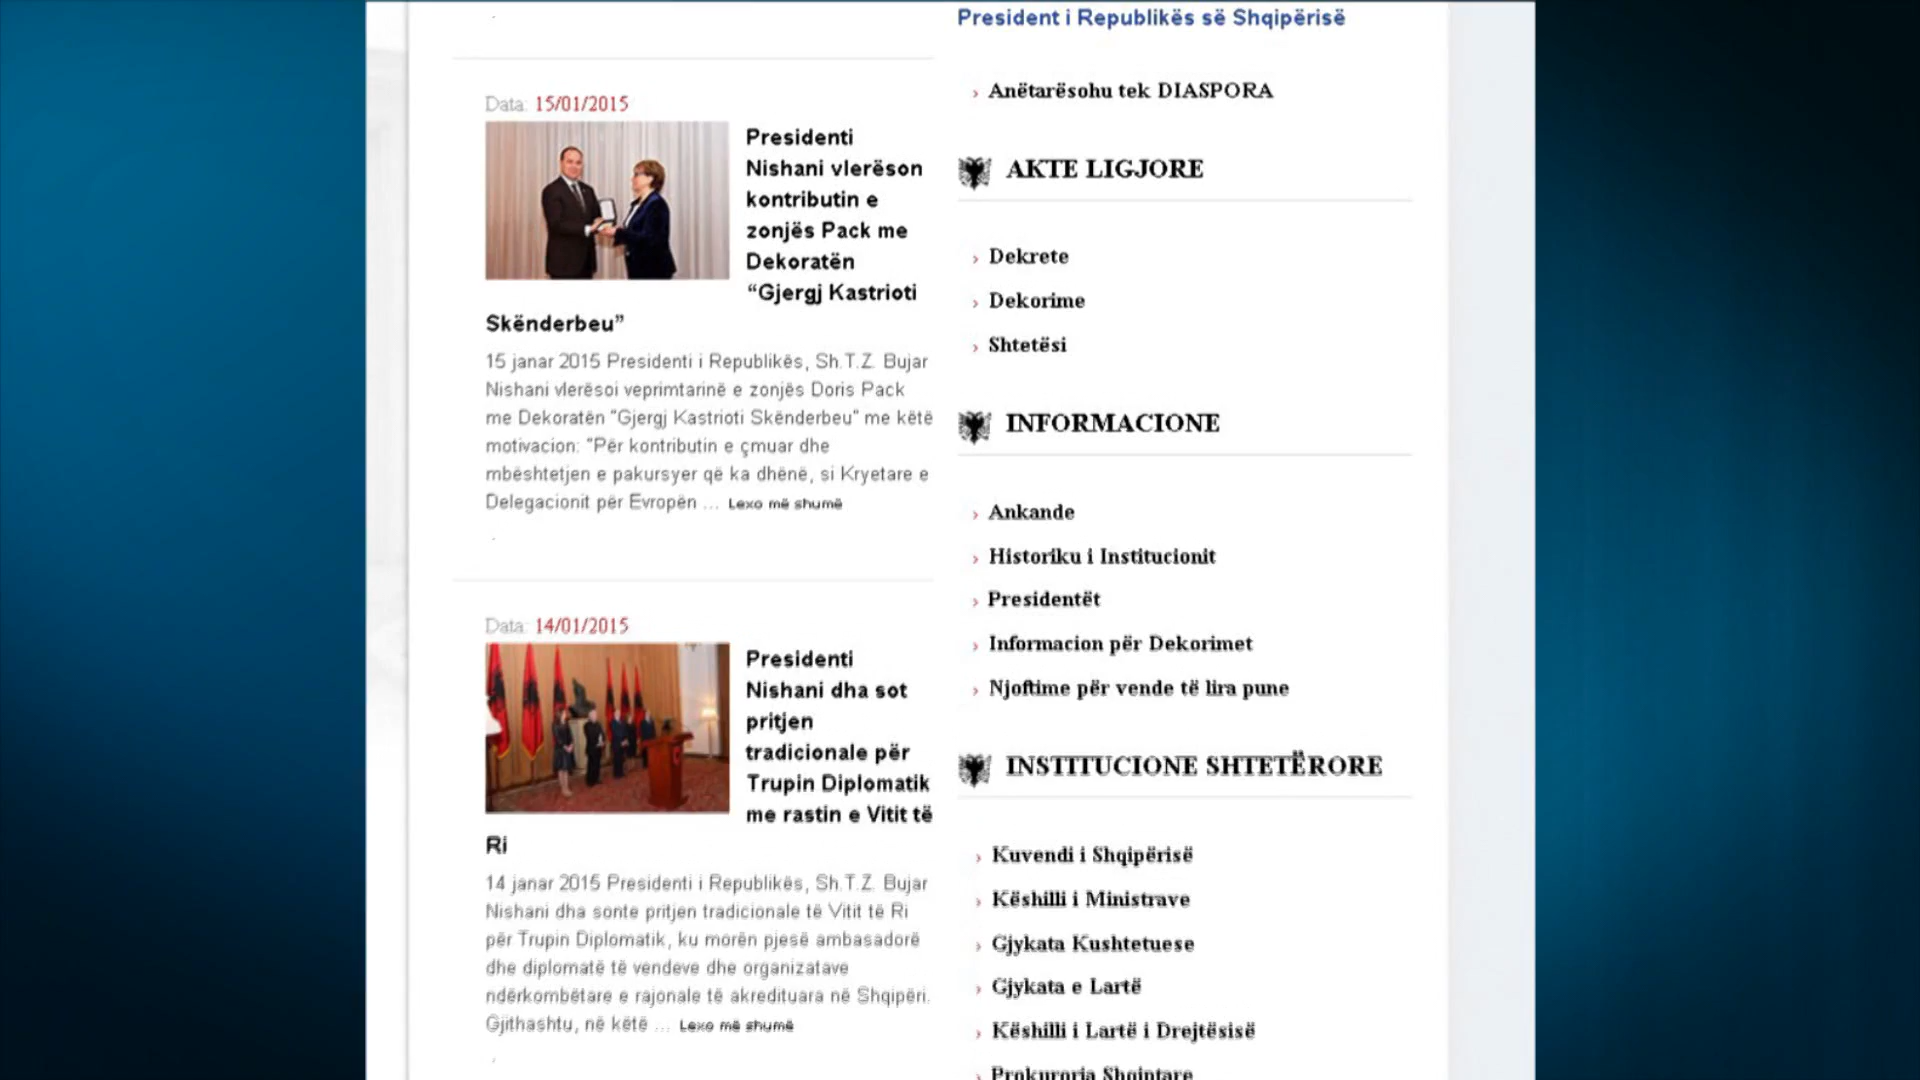 Data: 15/01/2015
Presidenti
Nishani vlerëson
kontributin e
zonjës Pack me
Dekoratën
“Gjergj Kastrioti
Skënderbeu”
15 janar 2015 Presidenti i Republikës, Sh.T.Z. Bujar
Nishani vlerësoi veprimtarinë e zonjës Doris Pack
me Dekoratën "Gjergj Kastrioti Skënderbeu" me këtë
motivacion: "Për kontributin e çmuar dhe
mbështetjen e pakursyer që ka dhënë, si Kryetare e
Delegacionit për Evropën ... Lexo më shumë
Data: 14/01/2015
Presidenti
Nishani dha sot
pritjen
tradicionale për
Trupin Diplomatik
me rastin e Vitit të
Ri
14 janar 2015 Presidenti i Republikës, Sh.T.Z. Bujar
Nishani dha sonte pritjen tradicionale të Vitit të Ri
për Trupin Diplomatik, ku morën pjesë ambasadorë
dhe diplomatë të vendeve dhe organizatave
ndërkombëtare e rajonale të akredituara në Shqipëri.
Gjithashtu, në këtë ... Lexo më shumë
President i Republikës së Shqipërisë
Anëtarësohu tek DIASPORA
AKTE LIGJORE
Dekrete
Dekorime
Shtetësi
INFORMACIONE
Ankande
Historiku i Institucionit
Presidentët
Informacion për Dekorimet
Njoftime për vende të lira pune
INSTITUCIONE SHTETËRORE
Kuvendi i Shqipërisë
Këshilli i Ministrave
Gjykata Kushtetuese
Gjykata e Lartë
Këshilli i Lartë i Drejtësisë
Prokuroria Shqiptare